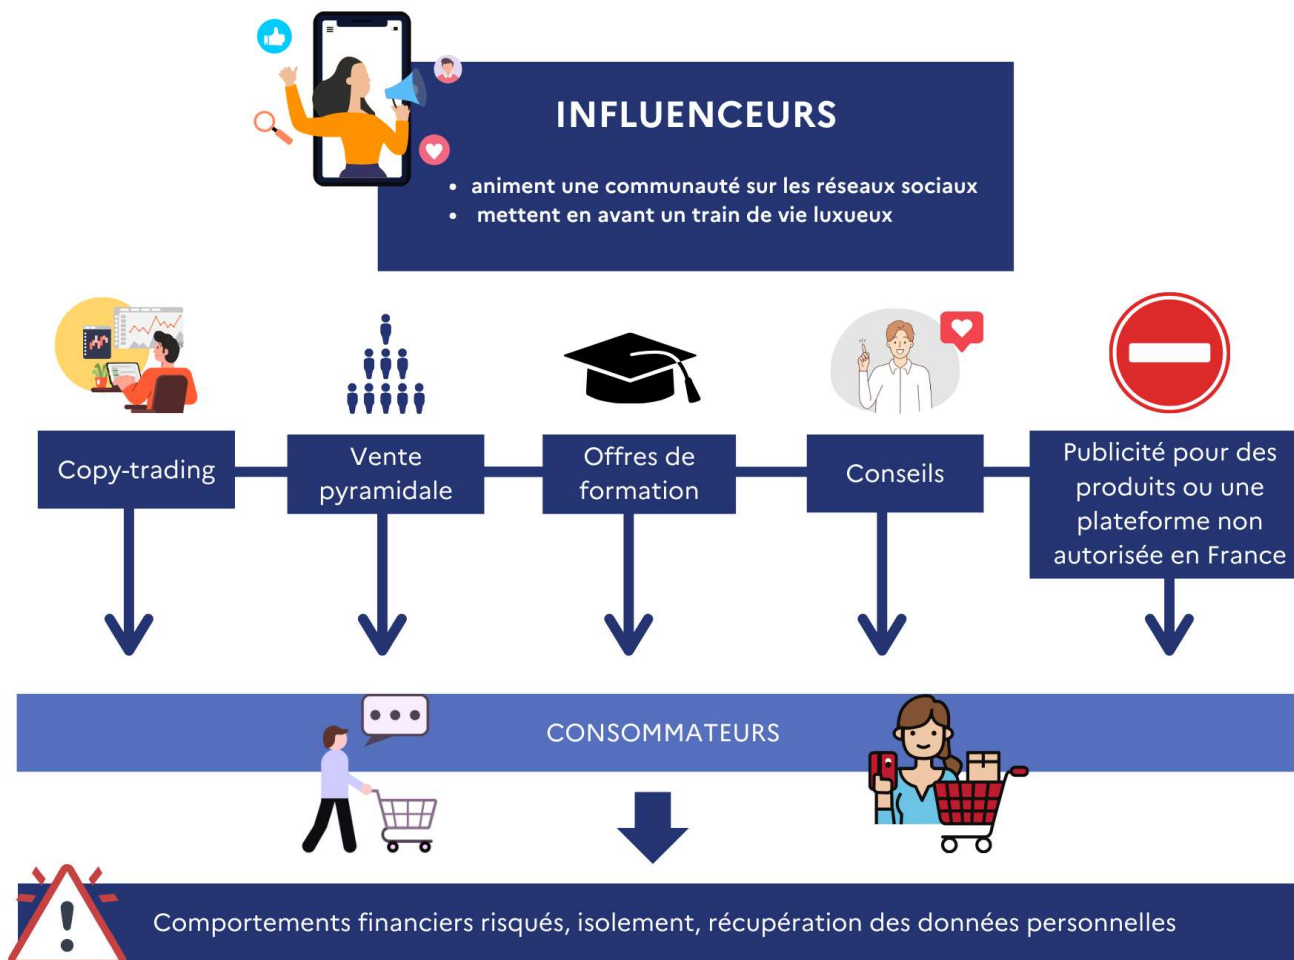 INFLUENCEURS
• animent une communauté sur les réseaux sociaux
• mettent en avant un train de vie luxueux
Copy-trading
Vente
pyramidale
Offres de
formation
Conseils
Publicité pour des
produits ou une
plateforme non
autorisée en France
CONSOMMATEURS
Comportements financiers risqués, isolement, récupération des données personnelles